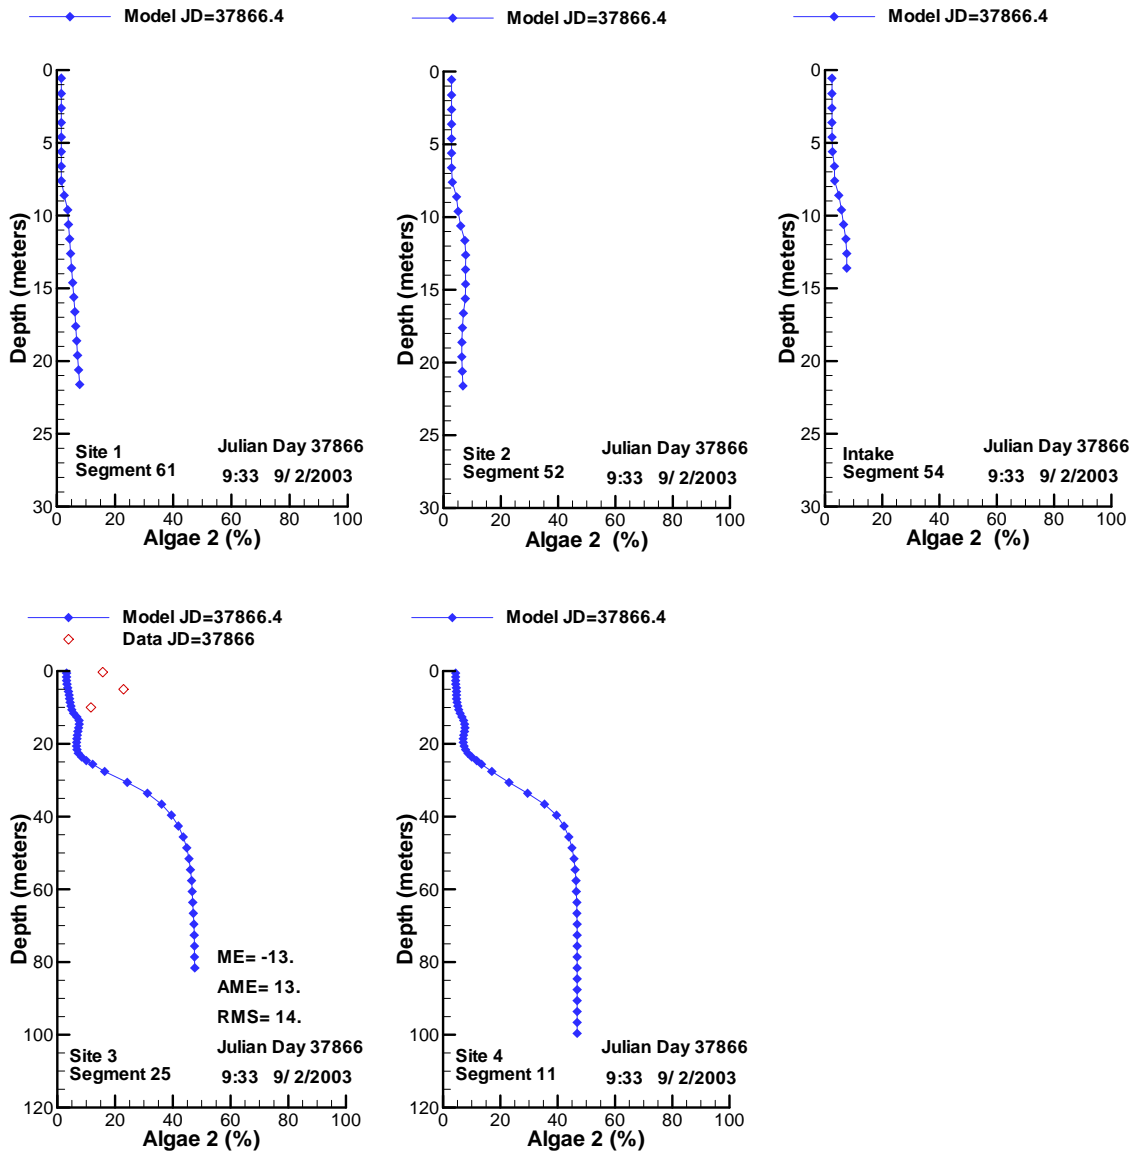 Model JD=37866.4
0
5
10
15
20
25
30
Depth (meters)
Site 1
Segment 61
Julian Day 37866
9:33 9/ 2/2003
0 20 40 60 80 100
Algae 2 (%)
Model JD=37866.4
0
5
10
15
20
25
30
Depth (meters)
Site 2
Segment 52
Julian Day 37866
9:33 9/ 2/2003
0 20 40 60 80 100
Algae 2 (%)
Model JD=37866.4
0
5
10
15
20
25
30
Depth (meters)
Intake
Segment 54
Julian Day 37866
9:33 9/ 2/2003
0 20 40 60 80 100
Algae 2 (%)
Model JD=37866.4
Data JD=37866
0
20
40
60
80
100
120
Depth (meters)
ME= -13.
AME= 13.
RMS= 14.
Site 3
Segment 25
Julian Day 37866
9:33 9/ 2/2003
0 20 40 60 80 100
Algae 2 (%)
Model JD=37866.4
0
20
40
60
80
100
120
Depth (meters)
Site 4
Segment 11
Julian Day 37866
9:33 9/ 2/2003
0 20 40 60 80 100
Algae 2 (%)